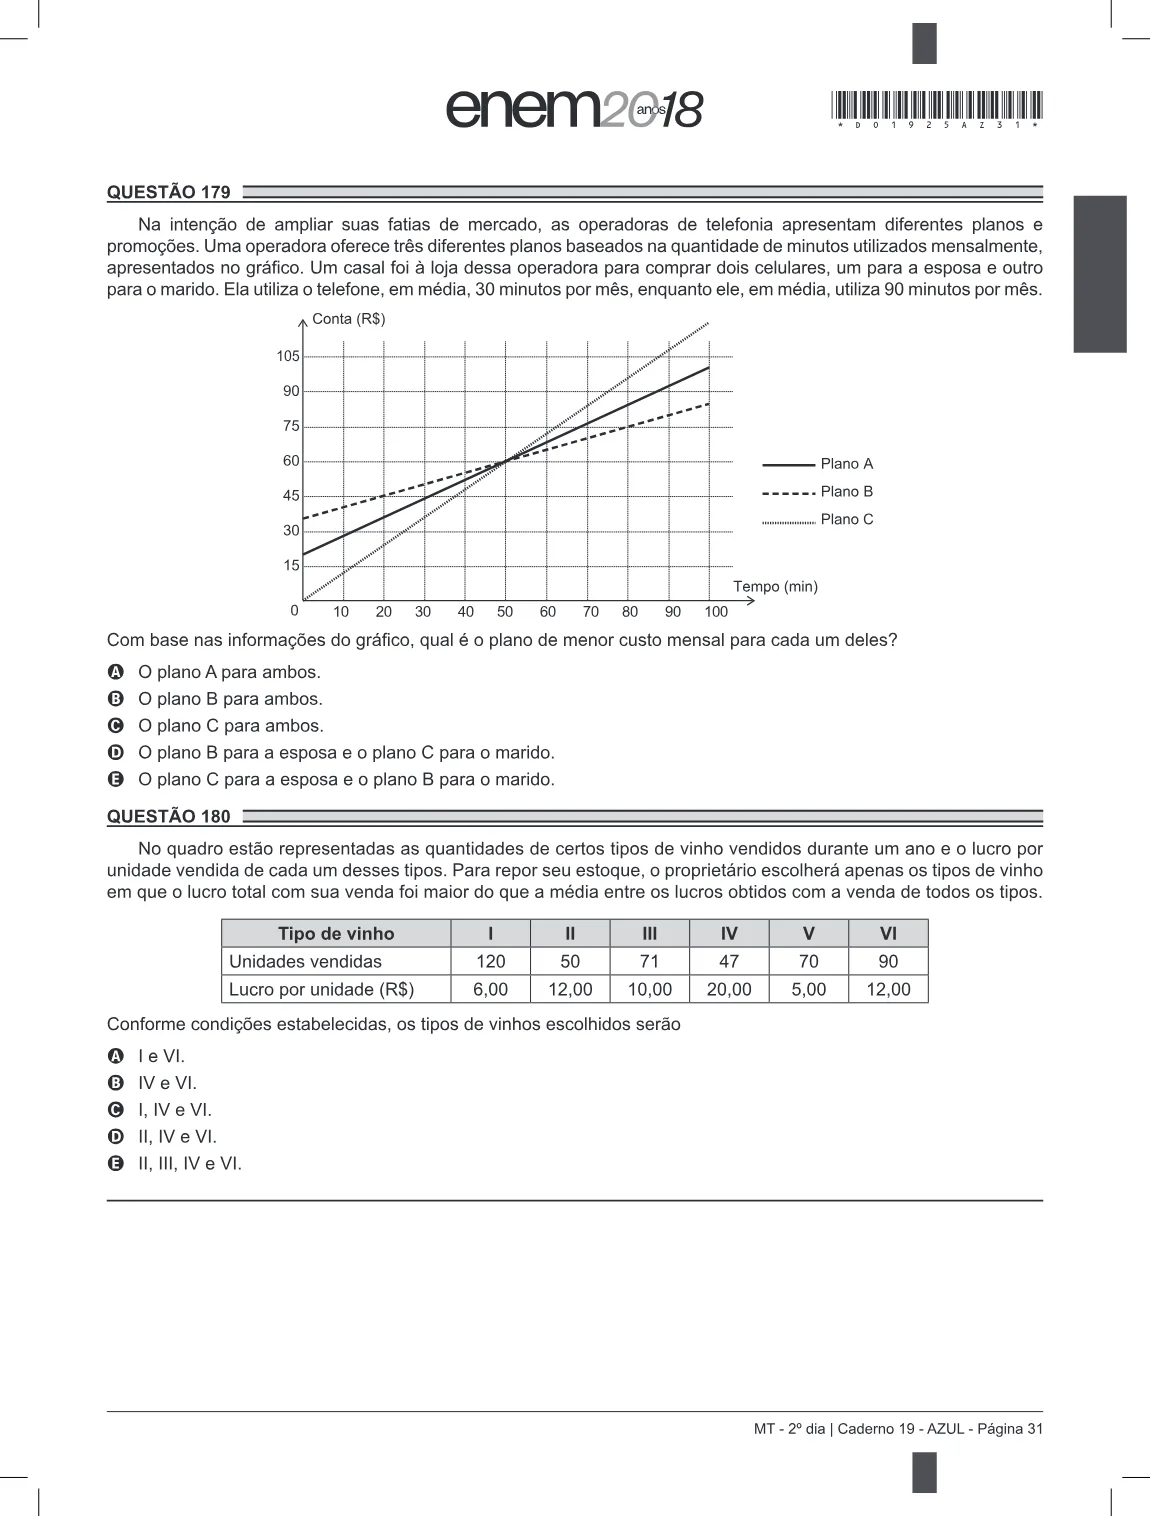 enem20anos18
*DO1925AZ31*
QUESTÃO 179
Na intenção de ampliar suas fatias de mercado, as operadoras de telefonia apresentam diferentes planos e
promoções. Uma operadora oferece três diferentes planos baseados na quantidade de minutos utilizados mensalmente,
apresentados no gráfico. Um casal foi à loja dessa operadora para comprar dois celulares, um para a esposa e outro
para o marido. Ela utiliza o telefone, em média, 30 minutos por mês, enquanto ele, em média, utiliza 90 minutos por mês.
Conta (R$)
105
90
75
60
45
30
15
0 10 20 30 40 50 60 70 80 90 100
Tempo (min)
Plano A
Plano B
Plano C
Com base nas informações do gráfico, qual é o plano de menor custo mensal para cada um deles?
A O plano A para ambos.
B O plano B para ambos.
C O plano C para ambos.
D O plano B para a esposa e o plano C para o marido.
E O plano C para a esposa e o plano B para o marido.
QUESTÃO 180
No quadro estão representadas as quantidades de certos tipos de vinho vendidos durante um ano e o lucro por
unidade vendida de cada um desses tipos. Para repor seu estoque, o proprietário escolherá apenas os tipos de vinho
em que o lucro total com sua venda foi maior do que a média entre os lucros obtidos com a venda de todos os tipos.
Tipo de vinho I II III IV V VI
Unidades vendidas 120 50 71 47 70 90
Lucro por unidade (R$) 6,00 12,00 10,00 20,00 5,00 12,00
Conforme condições estabelecidas, os tipos de vinhos escolhidos serão
A I e VI.
B IV e VI.
C I, IV e VI.
D II, IV e VI.
E II, III, IV e VI.
MT - 2º dia | Caderno 19 - AZUL - Página 31